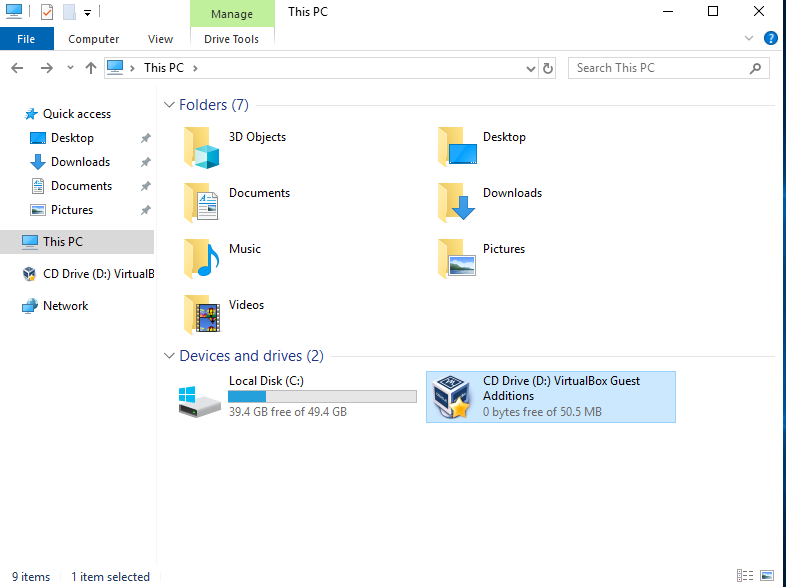 Manage
This PC
File
Computer
View
Drive Tools
This PC
Search This PC
Quick access
Desktop
Downloads
Documents
Pictures
This PC
CD Drive (D:) VirtualB
Network
Folders (7)
3D Objects
Desktop
Documents
Downloads
Music
Pictures
Videos
Devices and drives (2)
Local Disk (C:)
39.4 GB free of 49.4 GB
CD Drive (D:) VirtualBox Guest
Additions
0 bytes free of 50.5 MB
9 items
1 item selected